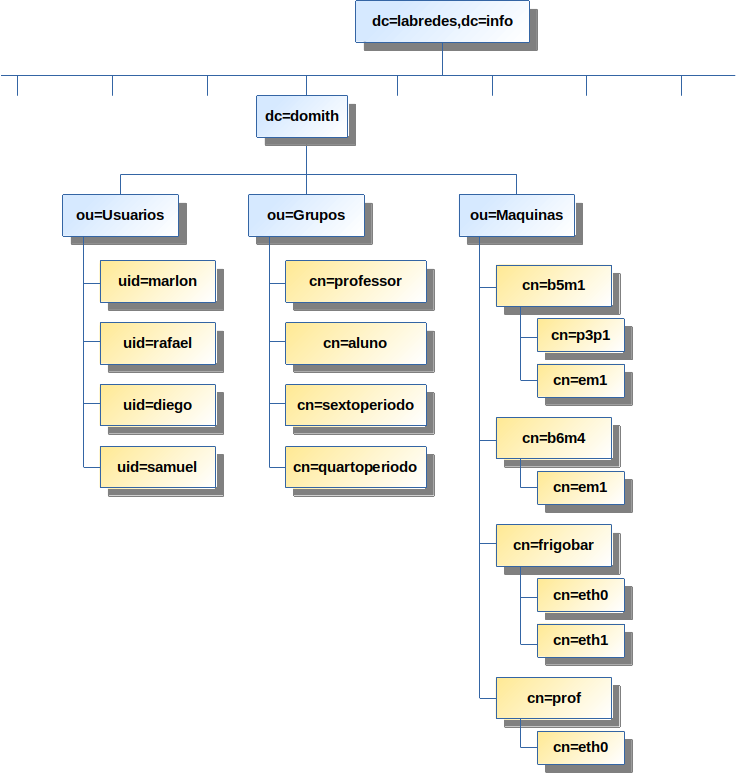 dc=labredes,dc=info
dc=domith
ou=Usuarios
ou=Grupos
ou=Maquinas
uid=marlon
uid=rafael
uid=diego
uid=samuel
cn=professor
cn=aluno
cn=sextoperiodo
cn=quartoperiodo
cn=b5m1
cn=p3p1
cn=em1
cn=b6m4
cn=em1
cn=frigobar
cn=eth0
cn=eth1
cn=prof
cn=eth0